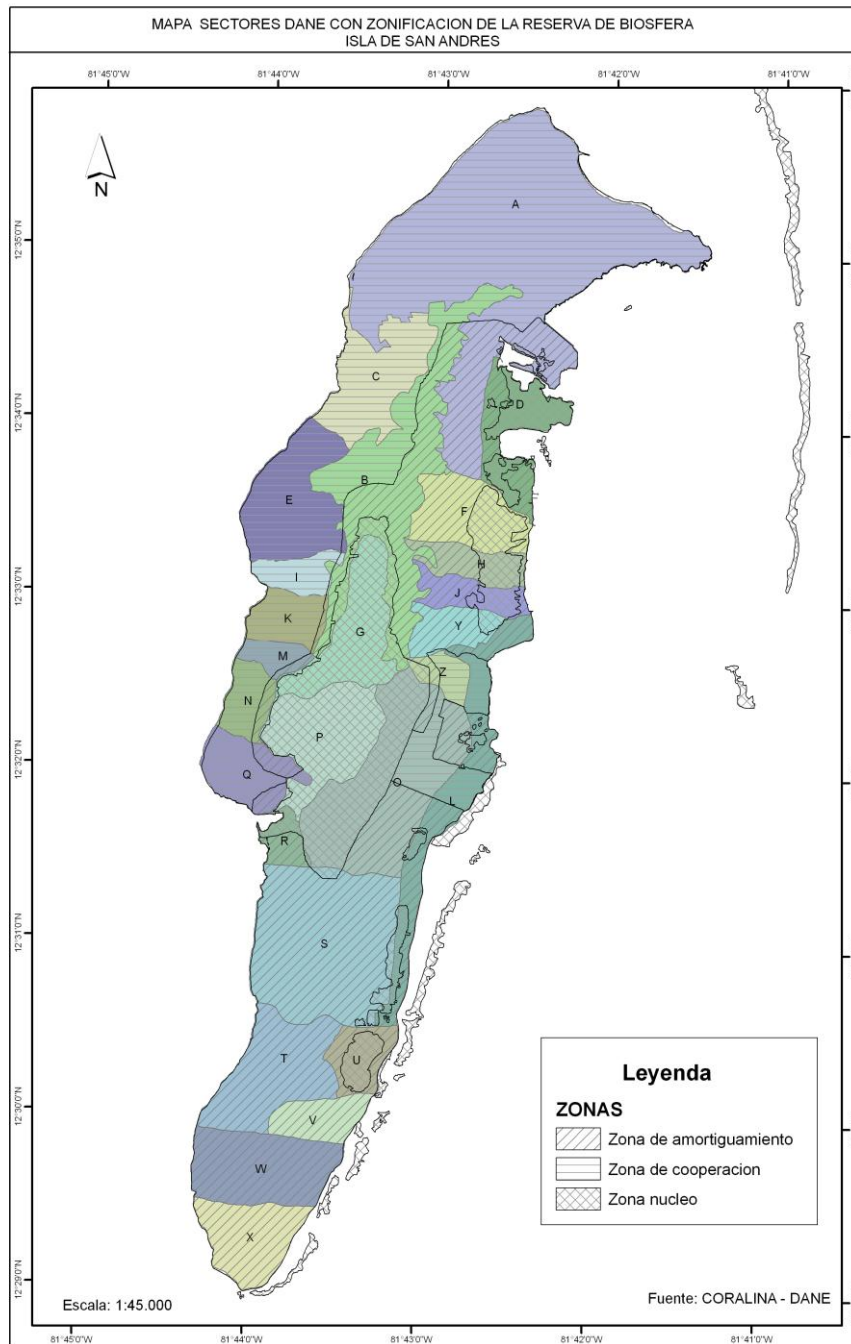 MAPA SECTORES DANE CON ZONIFICACION DE LA RESERVA DE BIOSFERA
ISLA DE SAN ANDRES
81°45'0"W 81°44'0"W 81°43'0"W 81°42'0"W 81°41'0"W
N
A
12°35'0"N
C
12°34'0"N
D
B
E
F
H
12°33'0"N
I
J
K
Y
G
M
Z
N
P
12°32'0"N
Q
O
L
R
12°31'0"N
S
T
U
12°30'0"N
V
W
X
12°29'0"N
Leyenda
ZONAS
Zona de amortiguamiento
Zona de cooperacion
Zona nucleo
Escala: 1:45.000
Fuente: CORALINA - DANE
81°45'0"W 81°44'0"W 81°43'0"W 81°42'0"W 81°41'0"W